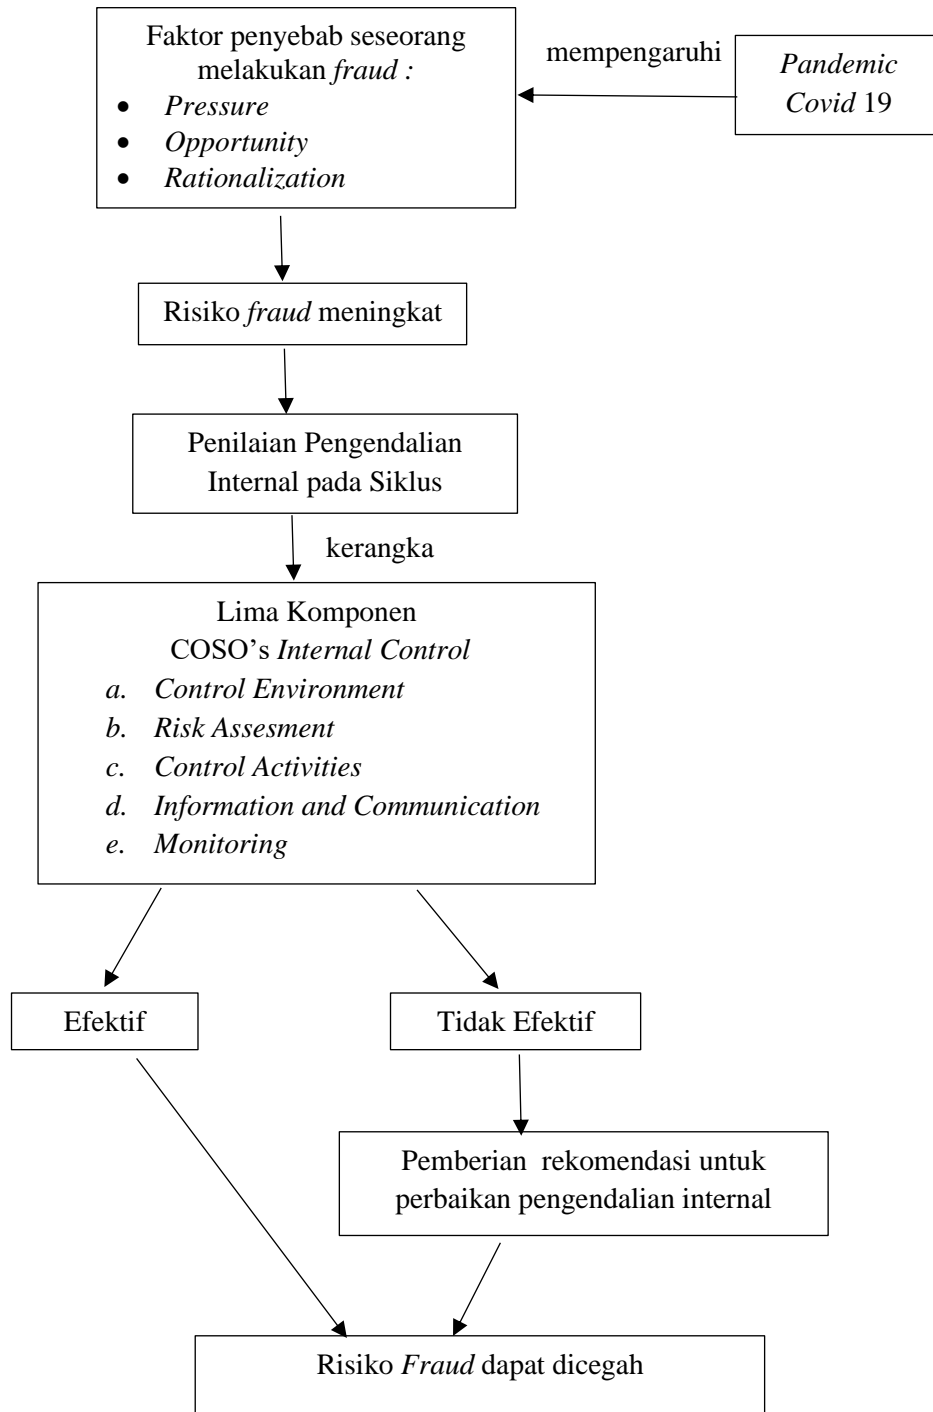 Faktor penyebab seseorang
melakukan fraud :
• Pressure
• Opportunity
• Rationalization
mempengaruhi
Pandemic
Covid 19
Risiko fraud meningkat
Penilaian Pengendalian
Internal pada Siklus
kerangka
Lima Komponen
COSO’s Internal Control
a. Control Environment
b. Risk Assesment
c. Control Activities
d. Information and Communication
e. Monitoring
Efektif
Tidak Efektif
Pemberian rekomendasi untuk
perbaikan pengendalian internal
Risiko Fraud dapat dicegah